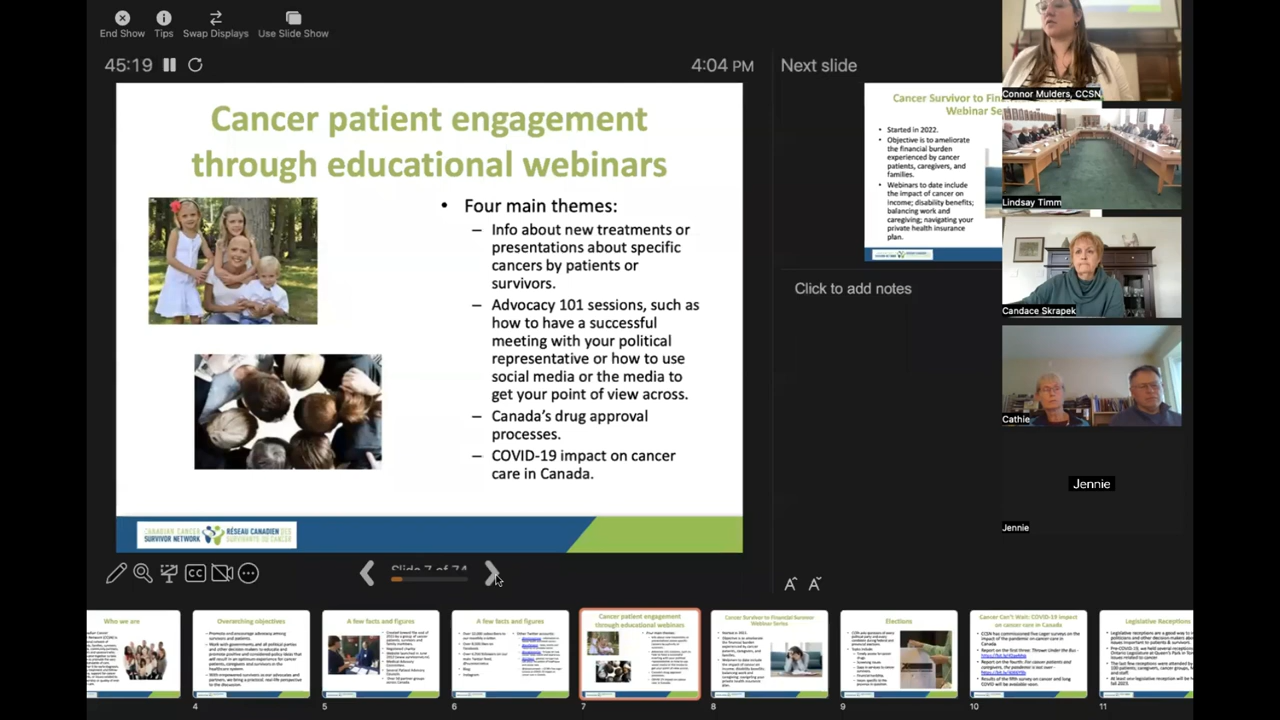 End Show
Tips
Swap Displays
Use Slide Show
45:19
4:04 PM
Next slide
Cancer patient engagement
through educational webinars
• Four main themes:
– Info about new treatments or
presentations about specific
cancers by patients or
survivors.
– Advocacy 101 sessions, such as
how to have a successful
meeting with your political
representative or how to use
social media or the media to
get your point of view across.
– Canada's drug approval
processes.
– COVID-19 impact on cancer
care in Canada.
CANADIAN CANCER
SURVIVOR NETWORK
RÉSEAU CANADIEN DES
SURVIVANTS DU CANCER
Cancer Survivor to Fin
Webinar Se
• Started in 2022.
• Objective is to ameliorate
the financial burden
experienced by cancer
patients, caregivers, and
families.
• Webinars to date include
the impact of cancer on
income; disability benefits;
balancing work and
caregiving; navigating your
private health insurance
plan.
Click to add notes
Connor Mulders, CCSN
Lindsay Timm
Candace Skrapek
Cathie
Jennie
Jennie
CC
Slide 7 of 74
A A
Who we are
Overarching objectives
A few facts and figures
A few facts and figures
Cancer patient engagement
through educational webinars
Cancer Survivor to Financial Survivor
Webinar Series
Elections
Cancer Can't Wait: COVID-19 impact
on cancer care in Canada
Legislative Receptions
4
5
6
7
8
9
10
11